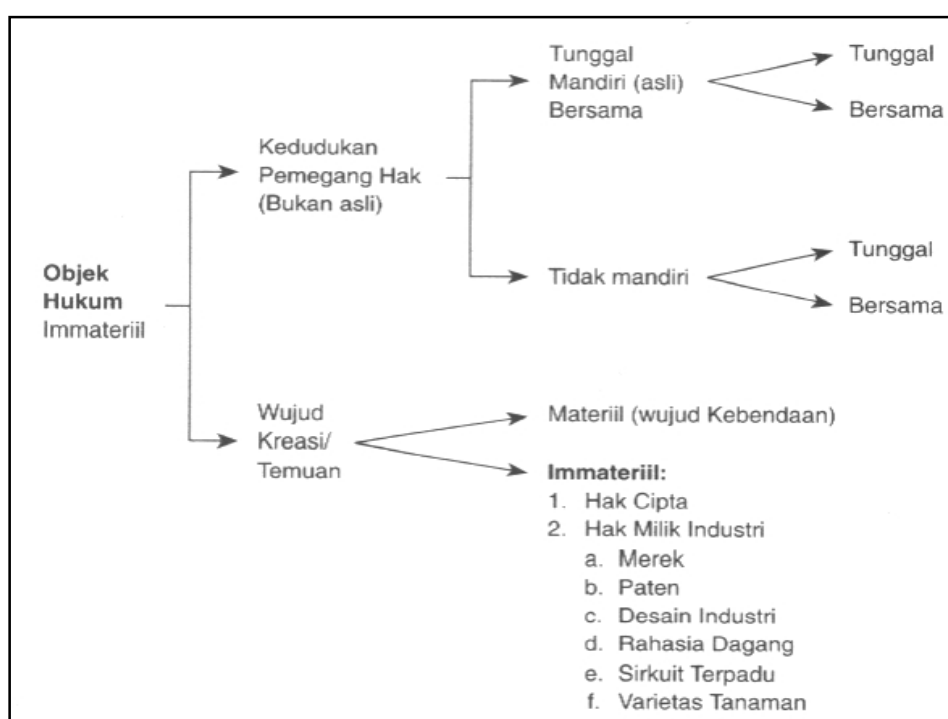 Objek
Hukum
Immateriil
Kedudukan
Pemegang Hak
(Bukan asli)
Tunggal
Mandiri (asli)
Bersama
Tunggal
Bersama
Tidak mandiri
Tunggal
Bersama
Wujud
Kreasi/
Temuan
Materiil (wujud Kebendaan)
Immateriil:
1. Hak Cipta
2. Hak Milik Industri
a. Merek
b. Paten
c. Desain Industri
d. Rahasia Dagang
e. Sirkuit Terpadu
f. Varietas Tanaman